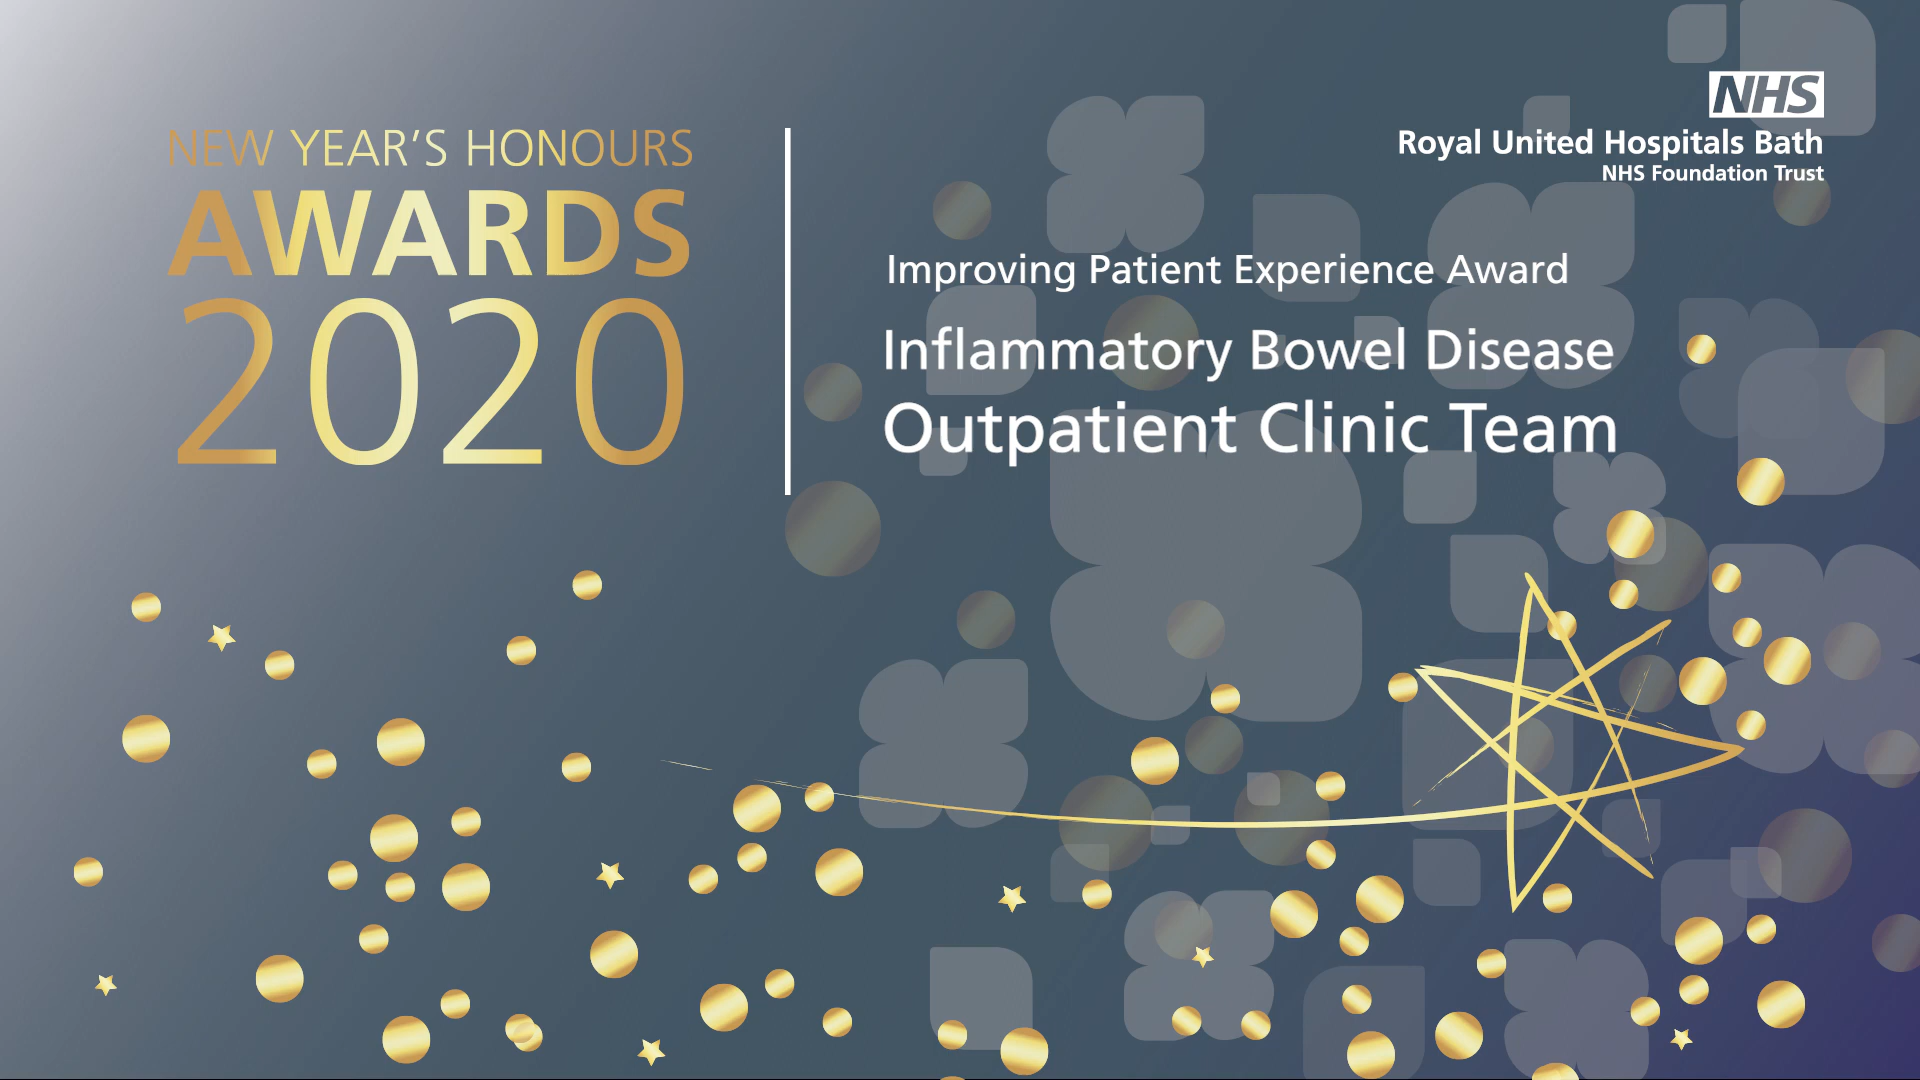 NEW YEAR'S HONOURS
AWARDS
2020
NHS
Royal United Hospitals Bath
NHS Foundation Trust
Improving Patient Experience Award
Inflammatory Bowel Disease
Outpatient Clinic Team